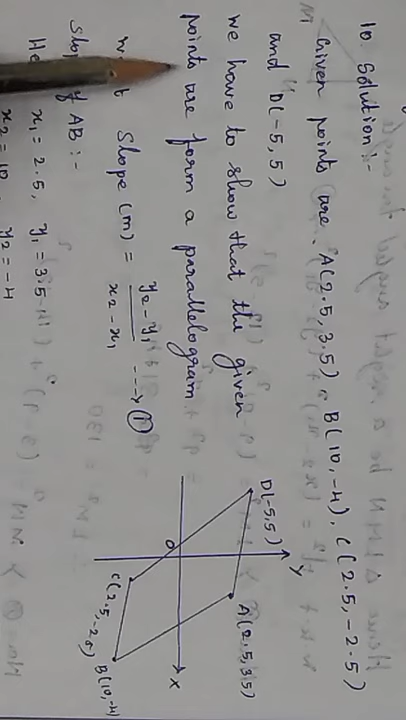 10. Solution :-
Given points are, A(2.5, 3.5), B(10, -4), C(2.5, -2.5)
and D(-5, 5)
we have to show that the given
points are form a parallelogram
Slope (m) = y2 - y1 / x2 - x1 ---> ①
AB :-
x1 = 2.5, y1 = 3.5
x2 = 10 y2 = -4
D(-5,5)
Y
A(2.5,3.5)
O
X
C(2.5,-2.5)
B(10,-4)